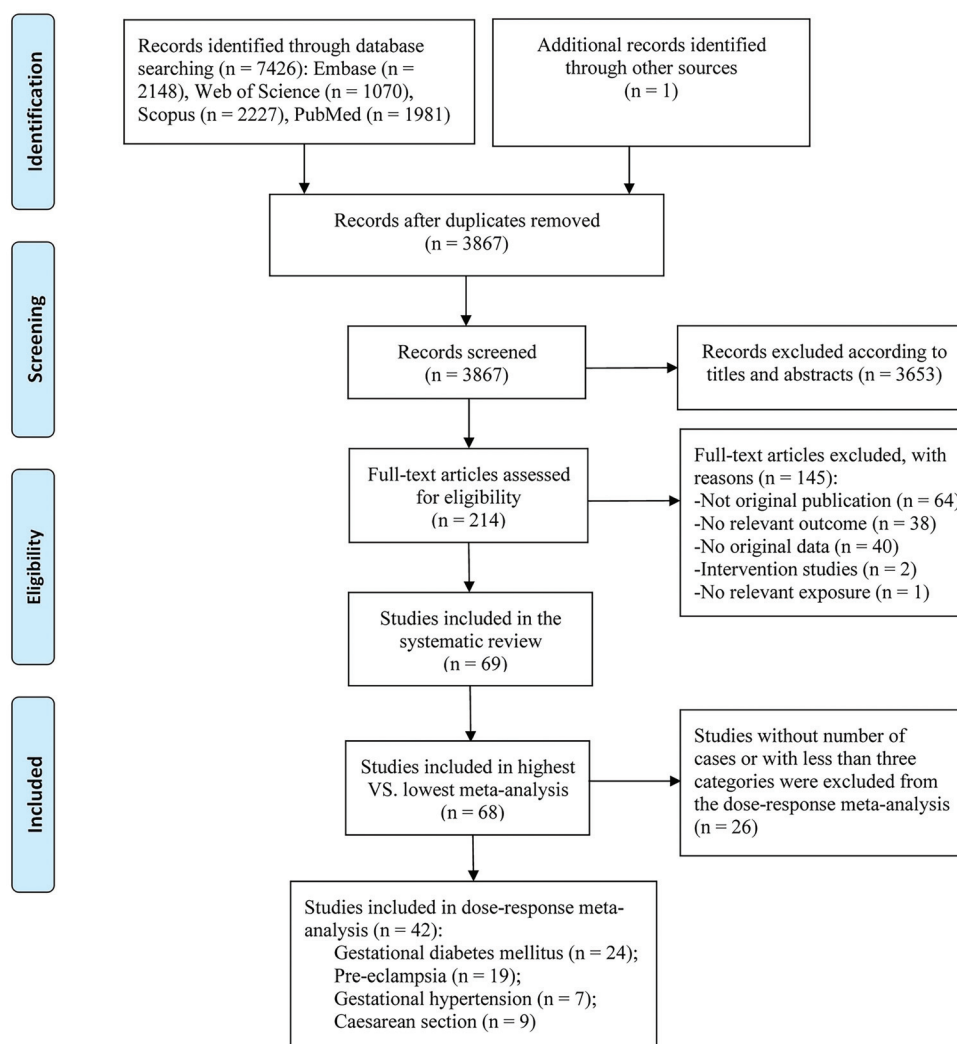 Identification
Records identified through database
searching (n = 7426): Embase (n =
2148), Web of Science (n = 1070),
Scopus (n = 2227), PubMed (n = 1981)
Additional records identified
through other sources
(n = 1)
Records after duplicates removed
(n = 3867)
Screening
Records screened
(n = 3867)
Records excluded according to
titles and abstracts (n = 3653)
Eligibility
Full-text articles assessed
for eligibility
(n = 214)
Full-text articles excluded, with
reasons (n = 145):
-Not original publication (n = 64)
-No relevant outcome (n = 38)
-No original data (n = 40)
-Intervention studies (n = 2)
-No relevant exposure (n = 1)
Studies included in the
systematic review
(n = 69)
Included
Studies included in highest
VS. lowest meta-analysis
(n = 68)
Studies without number of
cases or with less than three
categories were excluded from
the dose-response meta-analysis
(n = 26)
Studies included in dose-response meta-
analysis (n = 42):
Gestational diabetes mellitus (n = 24);
Pre-eclampsia (n = 19);
Gestational hypertension (n = 7);
Caesarean section (n = 9)